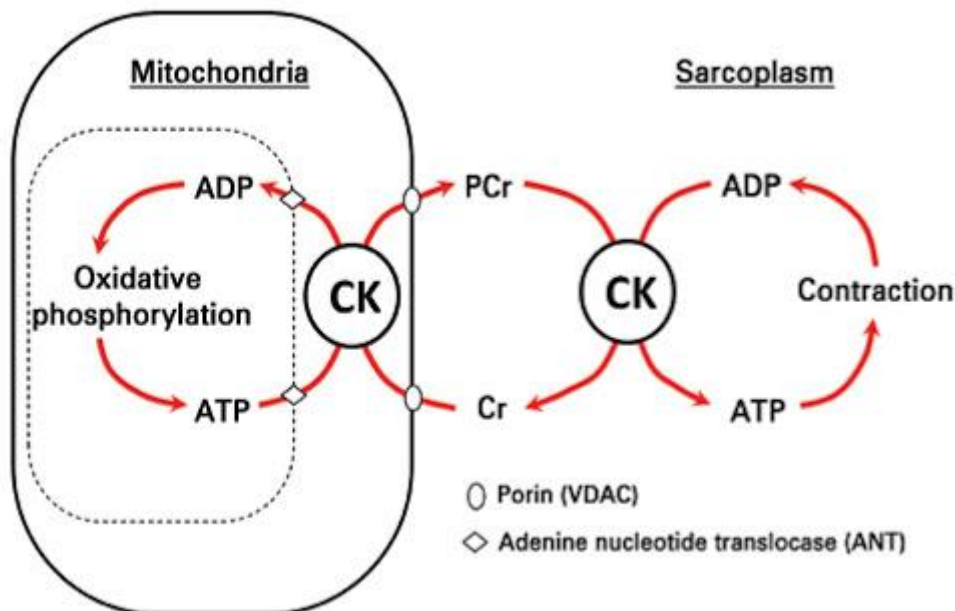 Mitochondria
Sarcoplasm
ADP
PCr
ADP
Oxidative
phosphorylation
CK
CK
Contraction
ATP
Cr
ATP
Porin (VDAC)
Adenine nucleotide translocase (ANT)